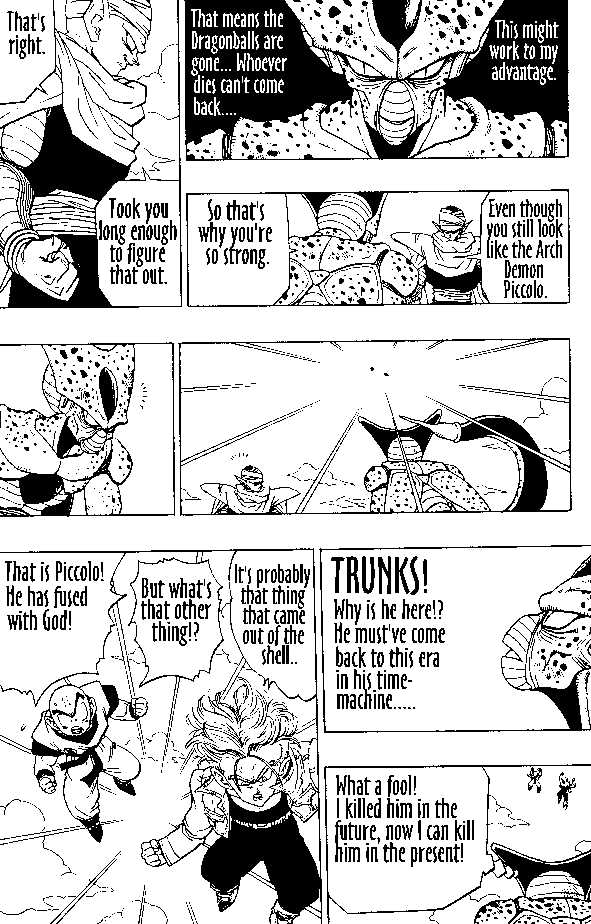 That's
right.
Took you
long enough
to figure
that out.
That means the
Dragonballs are
gone... Whoever
dies can't come
back....
This might
work to my
advantage.
So that's
why you're
so strong.
Even though
you still look
like the Arch
Demon
Piccolo.
That is Piccolo!
He has fused
with God!
But what's
that other
thing!?
It's probably
that thing
that came
out of the
shell..
TRUNKS!
Why is he here!?
He must've come
back to this era
in his time-
machine.....
What a fool!
I killed him in the
future, now I can kill
him in the present!